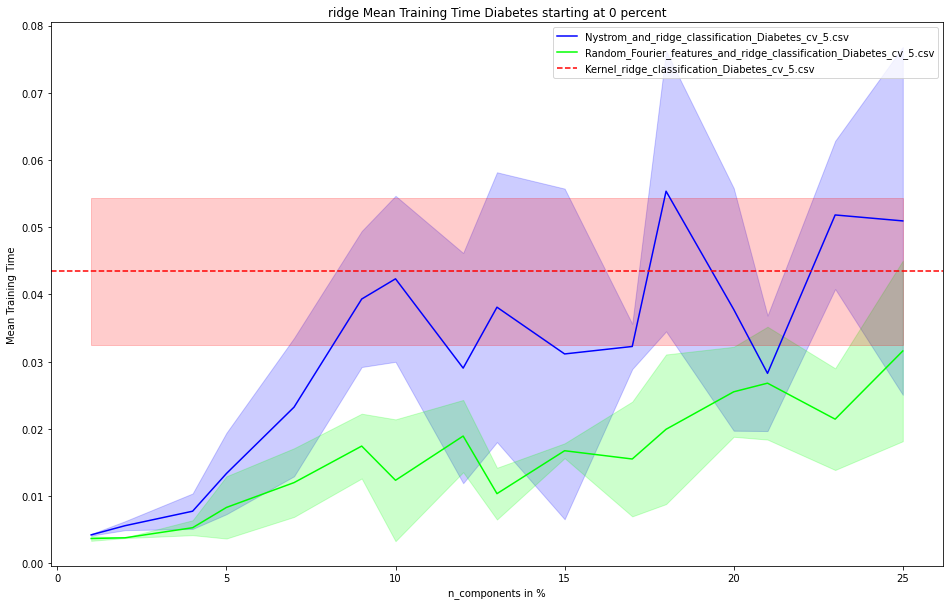 ridge Mean Training Time Diabetes starting at 0 percent
Nystrom_and_ridge_classification_Diabetes_cv_5.csv
Random_Fourier_features_and_ridge_classification_Diabetes_cv_5.csv
Kernel_ridge_classification_Diabetes_cv_5.csv
0.08
0.07
0.06
0.05
0.04
0.03
0.02
0.01
0.00
Mean Training Time
0 5 10 15 20 25
n_components in %